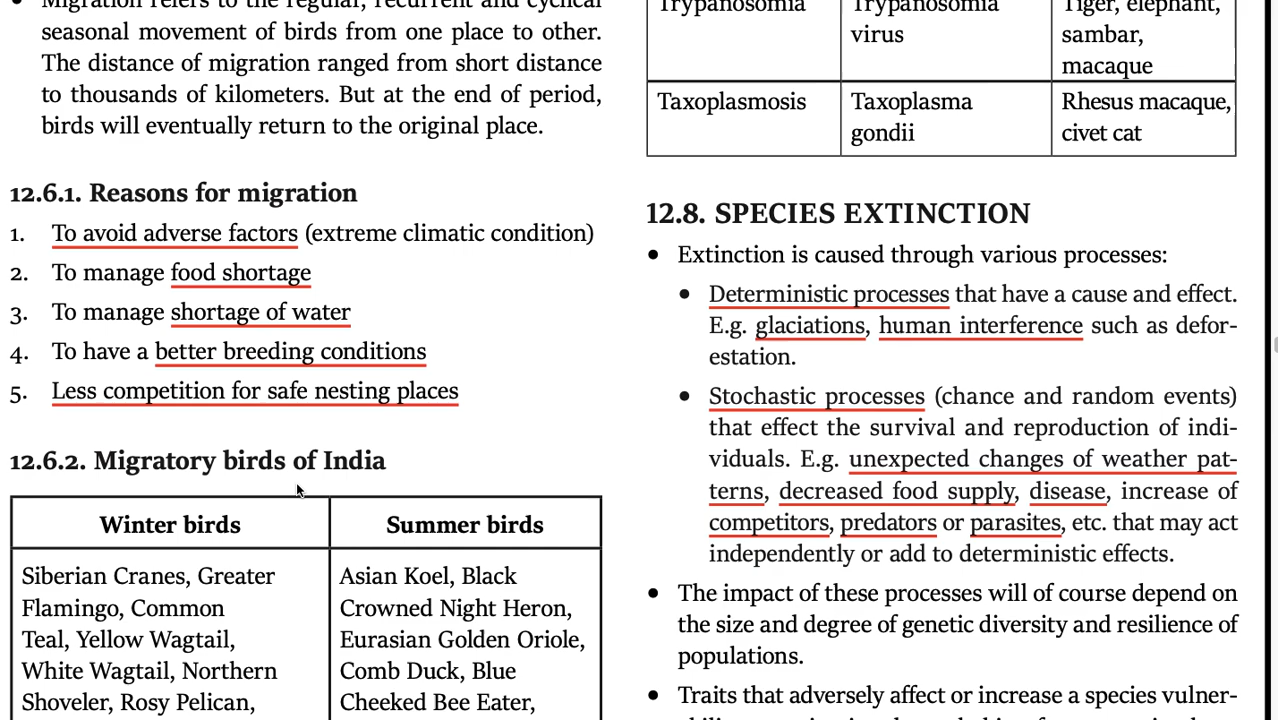 Migration refers to the regular, recurrent and cyclical
seasonal movement of birds from one place to other.
The distance of migration ranged from short distance
to thousands of kilometers. But at the end of period,
birds will eventually return to the original place.
12.6.1. Reasons for migration
1. To avoid adverse factors (extreme climatic condition)
2. To manage food shortage
3. To manage shortage of water
4. To have a better breeding conditions
5. Less competition for safe nesting places
12.6.2. Migratory birds of India
Winter birds
Siberian Cranes, Greater
Flamingo, Common
Teal, Yellow Wagtail,
White Wagtail, Northern
Shoveler, Rosy Pelican,
Summer birds
Asian Koel, Black
Crowned Night Heron,
Eurasian Golden Oriole,
Comb Duck, Blue
Cheeked Bee Eater,
Trypanosomia
Trypanosomia
virus
Tiger, elephant,
sambar,
macaque
Taxoplasmosis
Taxoplasma
gondii
Rhesus macaque,
civet cat
12.8. SPECIES EXTINCTION
• Extinction is caused through various processes:
• Deterministic processes that have a cause and effect.
E.g. glaciations, human interference such as defor-
estation.
• Stochastic processes (chance and random events)
that effect the survival and reproduction of indi-
viduals. E.g. unexpected changes of weather pat-
terns, decreased food supply, disease, increase of
competitors, predators or parasites, etc. that may act
independently or add to deterministic effects.
• The impact of these processes will of course depend on
the size and degree of genetic diversity and resilience of
populations.
• Traits that adversely affect or increase a species vulner-